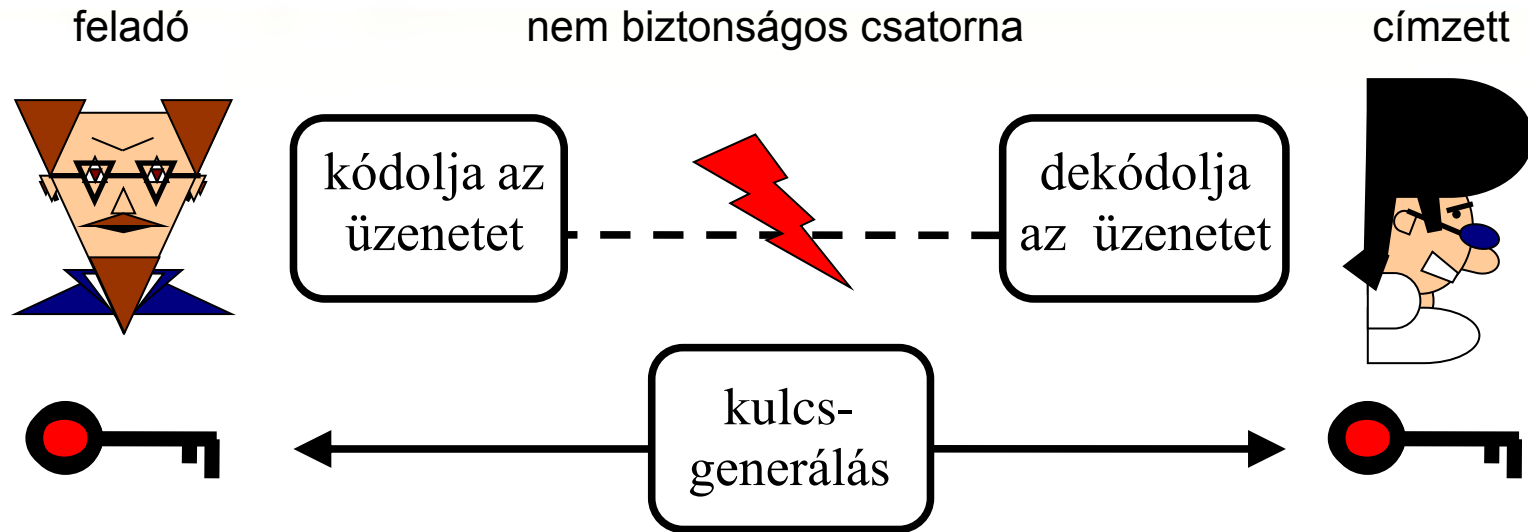 feladó
nem biztonságos csatorna
címzett
kódolja az
üzenetet
dekódolja
az üzenetet
kulcs-
generálás